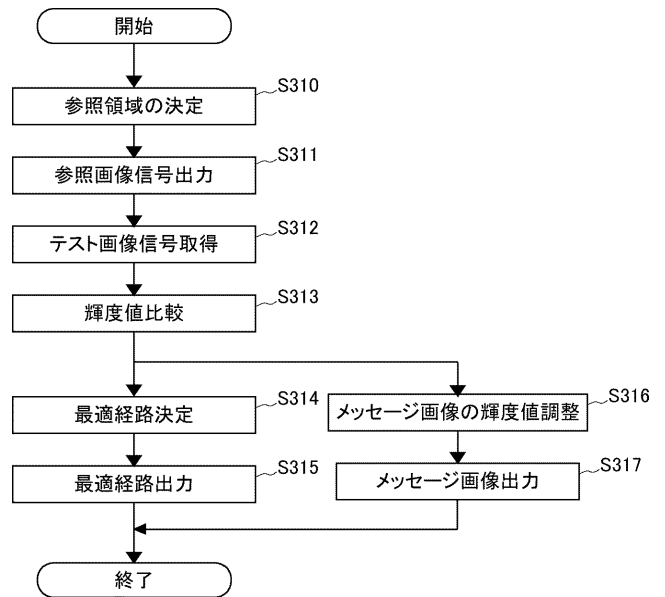 開始
S310
参照領域の決定
S311
参照画像信号出力
S312
テスト画像信号取得
S313
輝度値比較
S314
最適経路決定
S316
メッセージ画像の輝度値調整
S315
最適経路出力
S317
メッセージ画像出力
終了